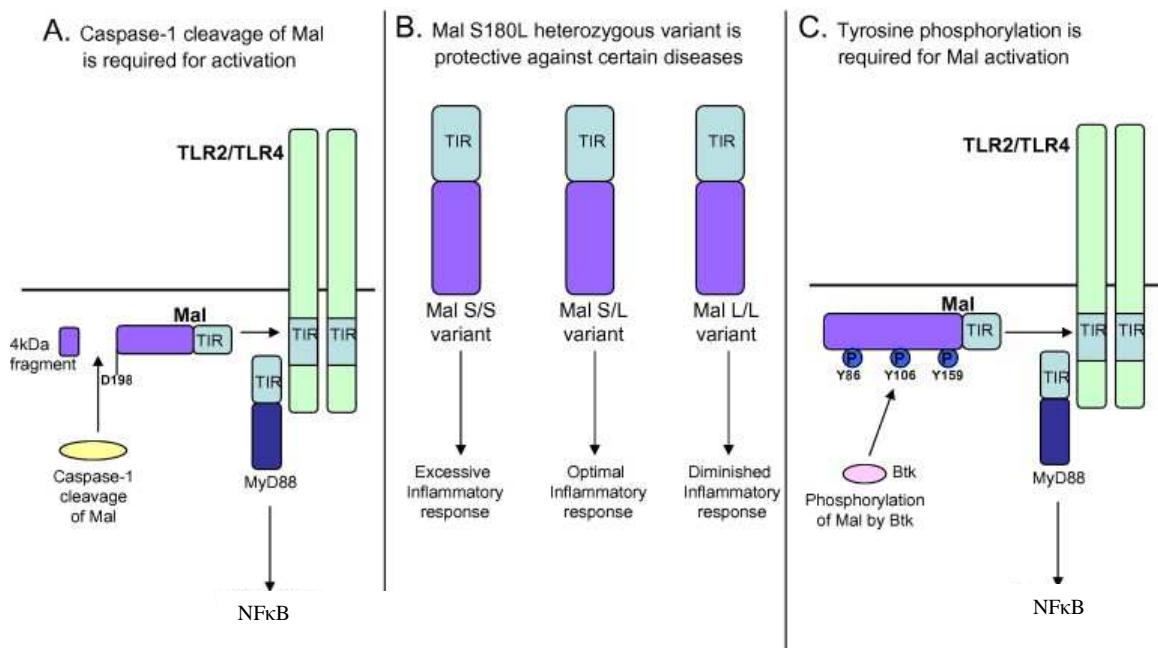 A. Caspase-1 cleavage of Mal
is required for activation
TLR2/TLR4
Mal
TIR
TIR
TIR
4kDa
fragment
D198
TIR
Caspase-1
cleavage
of Mal
MyD88
NFκB
B. Mal S180L heterozygous variant is
protective against certain diseases
TIR
TIR
TIR
Mal S/S
variant
Mal S/L
variant
Mal L/L
variant
Excessive
Inflammatory
response
Optimal
Inflammatory
response
Diminished
Inflammatory
response
C. Tyrosine phosphorylation is
required for Mal activation
TLR2/TLR4
Mal
TIR
TIR
TIR
P
P
P
Y86
Y106
Y159
TIR
Btk
Phosphorylation
of Mal by Btk
MyD88
NFκB